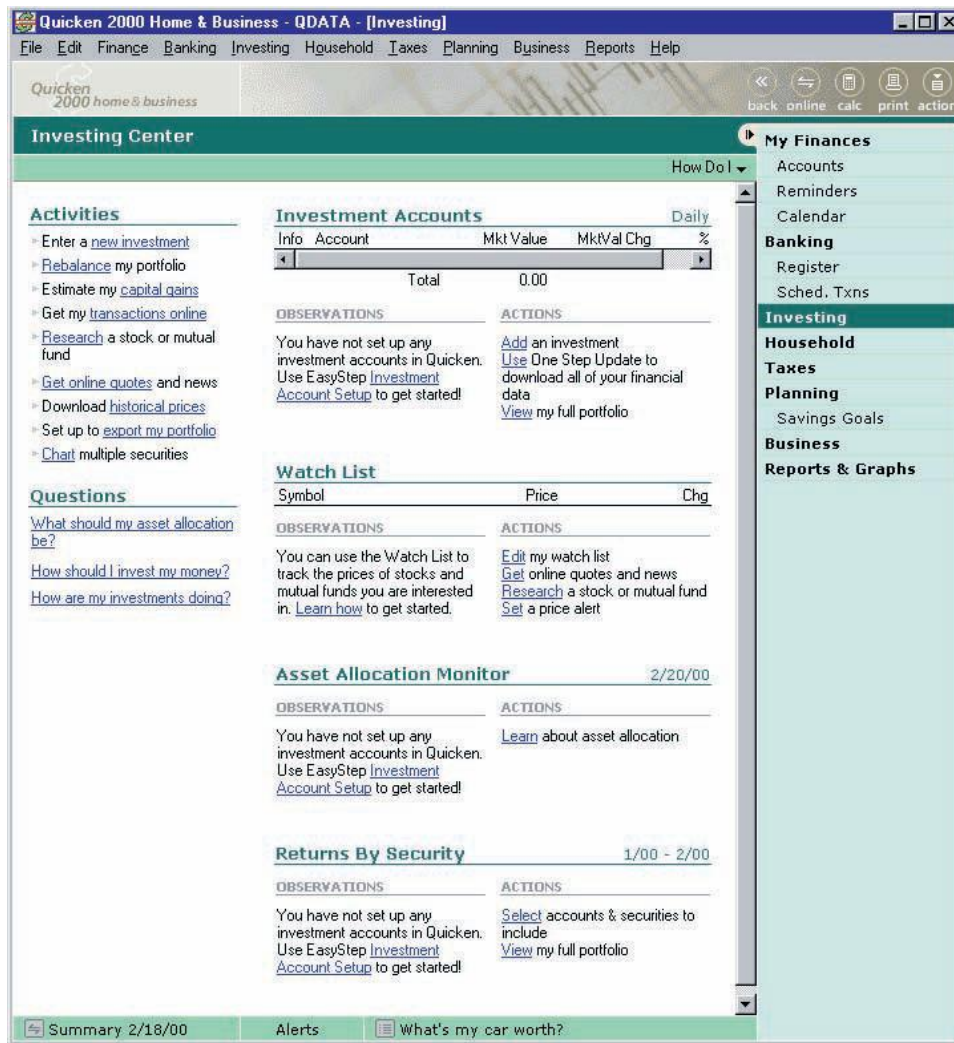 Quicken 2000 Home & Business - QDATA - [Investing]
File Edit Finance Banking Investing Household Taxes Planning Business Reports Help
Quicken
2000 home & business
back online calc print action
Investing Center
How Do I
Activities
Enter a new investment
Rebalance my portfolio
Estimate my capital gains
Get my transactions online
Research a stock or mutual
fund
Get online quotes and news
Download historical prices
Set up to export my portfolio
Chart multiple securities
Questions
What should my asset allocation
be?
How should I invest my money?
How are my investments doing?
Investment Accounts Daily
Info Account Mkt Value MktVal Chg %
Total 0.00
OBSERVATIONS
You have not set up any
investment accounts in Quicken.
Use EasyStep Investment
Account Setup to get started!
ACTIONS
Add an investment
Use One Step Update to
download all of your financial
data
View my full portfolio
Watch List
Symbol Price Chg
OBSERVATIONS
You can use the Watch List to
track the prices of stocks and
mutual funds you are interested
in. Learn how to get started.
ACTIONS
Edit my watch list
Get online quotes and news
Research a stock or mutual fund
Set a price alert
Asset Allocation Monitor 2/20/00
OBSERVATIONS
You have not set up any
investment accounts in Quicken.
Use EasyStep Investment
Account Setup to get started!
ACTIONS
Learn about asset allocation
Returns By Security 1/00 - 2/00
OBSERVATIONS
You have not set up any
investment accounts in Quicken.
Use EasyStep Investment
Account Setup to get started!
ACTIONS
Select accounts & securities to
include
View my full portfolio
My Finances
Accounts
Reminders
Calendar
Banking
Register
Sched. Txns
Investing
Household
Taxes
Planning
Savings Goals
Business
Reports & Graphs
Summary 2/18/00 Alerts What's my car worth?